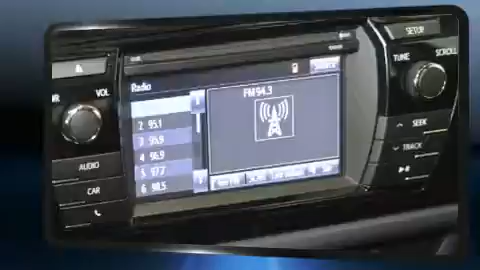 SETUP
TUNE
SCROLL
VOL
Source
Radio
FM 94.3
2 95.1
3 95.9
4 96.9
5 97.7
6 98.5
SEEK
TRACK
AUDIO
CAR